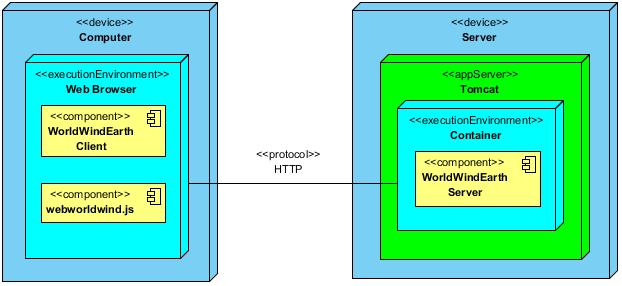 <<device>>
Computer
<<executionEnvironment>>
Web Browser
<<component>>
WorldWindEarth
Client
<<component>>
webworldwind.js
<<protocol>>
HTTP
<<device>>
Server
<<appServer>>
Tomcat
<<executionEnvironment>>
Container
<<component>>
WorldWindEarth
Server